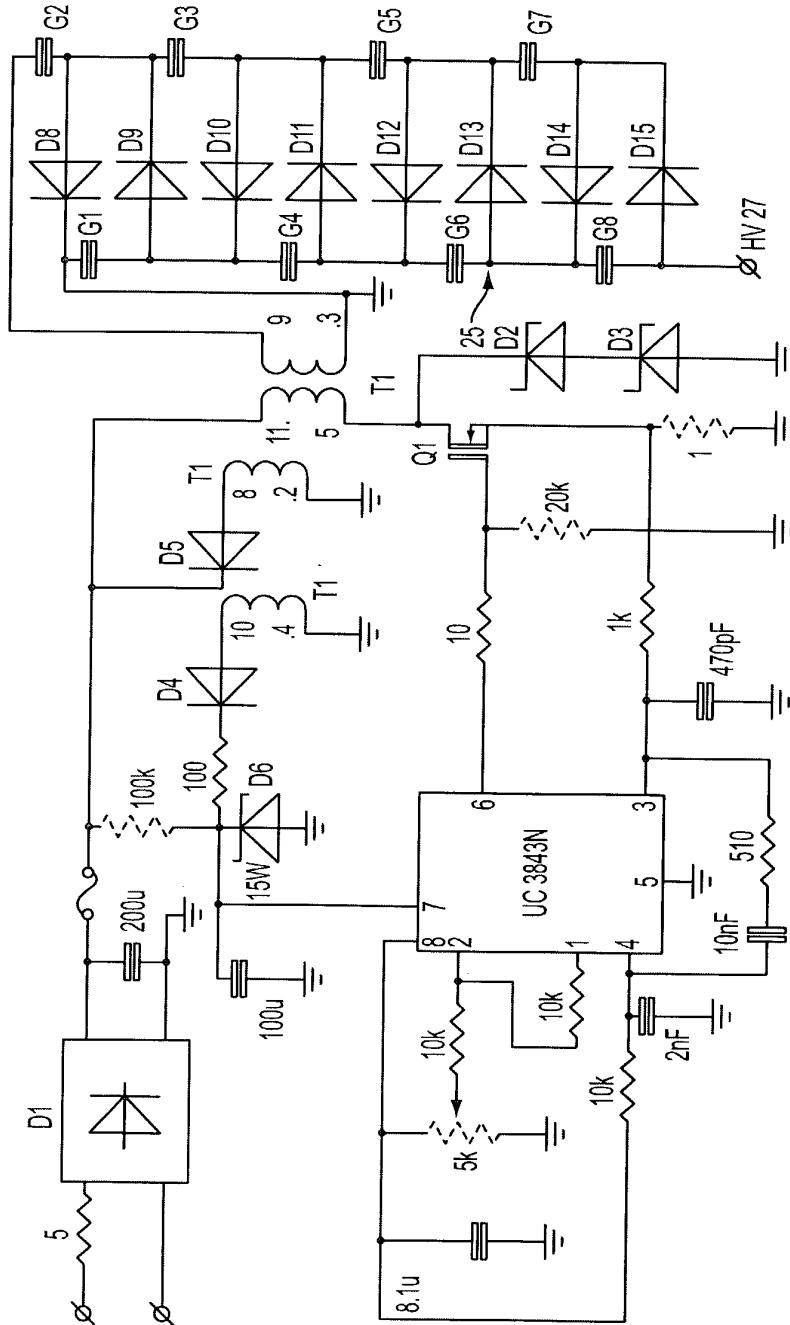 D1
5
200u
100k
100
D6
15W
100u
D4
D5
T1
8
.2
10
.4
T1
11.
5
9
.3
T1
G2
G3
G5
G7
D8
D9
D10
D11
D12
D13
D14
D15
G1
G4
G6
G8
25
HV 27
D2
D3
Q1
1
20k
10
1k
470pF
UC 3843N
7
8
2
1
4
5
6
3
510
10nF
2nF
10k
10k
10k
5k
8.1u